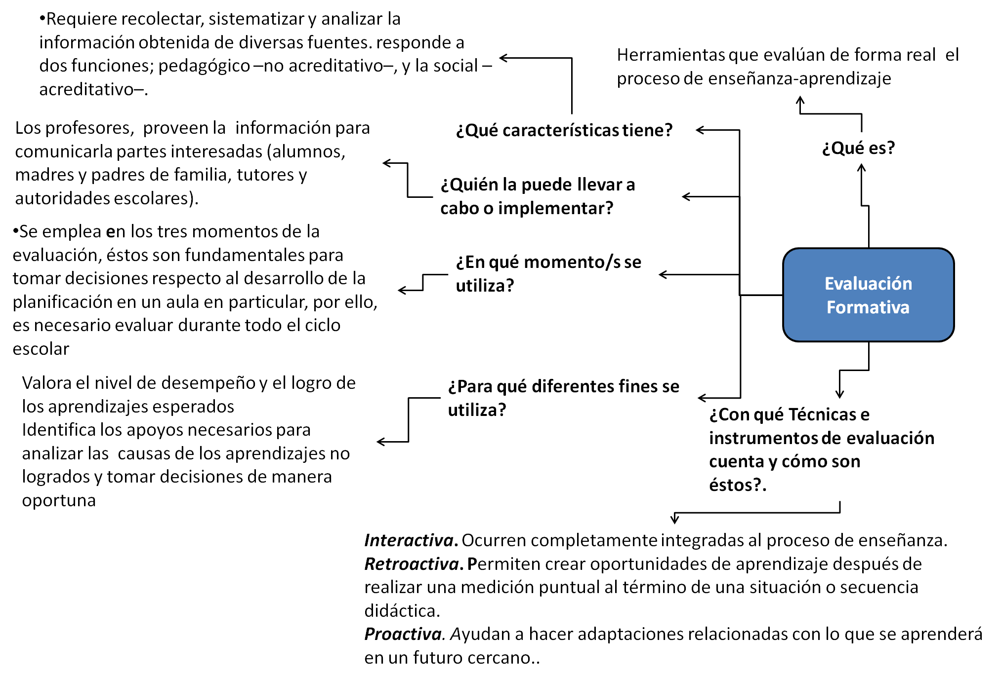 •Requiere recolectar, sistematizar y analizar la
información obtenida de diversas fuentes. responde a
dos funciones; pedagógico –no acreditativo–, y la social –
acreditativo–.
Herramientas que evalúan de forma real  el
proceso de enseñanza-aprendizaje
¿Qué es?
¿Qué características tiene?
Los profesores,  proveen la  información para
comunicarla partes interesadas (alumnos,
madres y padres de familia, tutores y
autoridades escolares).
¿Quién la puede llevar a
cabo o implementar?
•Se emplea en los tres momentos de la
evaluación, éstos son fundamentales para
tomar decisiones respecto al desarrollo de la
planificación en un aula en particular, por ello,
es necesario evaluar durante todo el ciclo
escolar
¿En qué momento/s se
utiliza?
Evaluación
Formativa
Valora el nivel de desempeño y el logro de
los aprendizajes esperados
Identifica los apoyos necesarios para
analizar las  causas de los aprendizajes no
logrados y tomar decisiones de manera
oportuna
¿Para qué diferentes fines se
utiliza?
¿Con qué Técnicas e
instrumentos de evaluación
cuenta y cómo son
éstos?.
Interactiva. Ocurren completamente integradas al proceso de enseñanza.
Retroactiva. Permiten crear oportunidades de aprendizaje después de
realizar una medición puntual al término de una situación o secuencia
didáctica.
Proactiva. Ayudan a hacer adaptaciones relacionadas con lo que se aprenderá
en un futuro cercano..